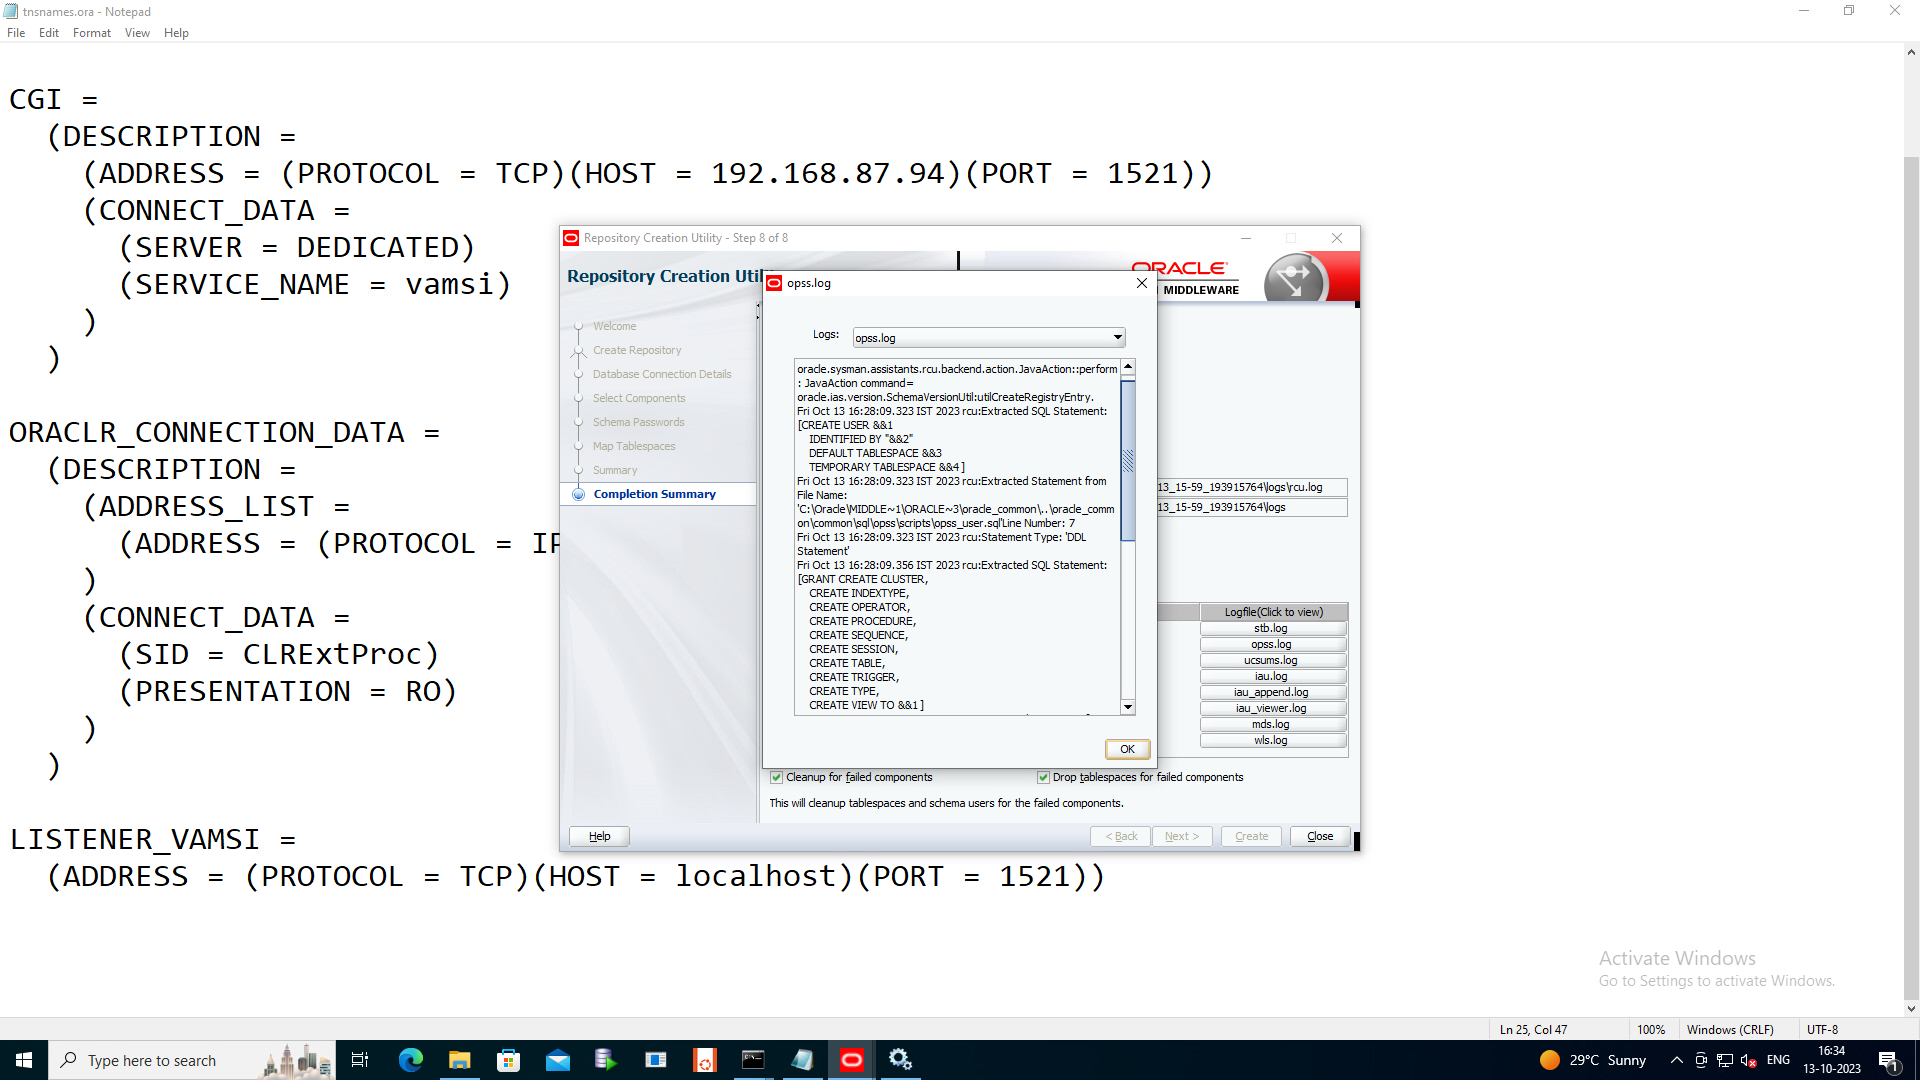 tnsnames.ora - Notepad
File Edit Format View Help
CGI =
(DESCRIPTION =
(ADDRESS = (PROTOCOL = TCP)(HOST = 192.168.87.94)(PORT = 1521))
(CONNECT_DATA =
(SERVER = DEDICATED)
(SERVICE_NAME = vamsi)
)
)
ORACLR_CONNECTION_DATA =
(DESCRIPTION =
(ADDRESS_LIST =
(ADDRESS = (PROTOCOL = IP
)
(CONNECT_DATA =
(SID = CLRExtProc)
(PRESENTATION = RO)
)
)
LISTENER_VAMSI =
(ADDRESS = (PROTOCOL = TCP)(HOST = localhost)(PORT = 1521))
Repository Creation Utility - Step 8 of 8
Repository Creation Utili
ORACLE
MIDDLEWARE
Welcome
Create Repository
Database Connection Details
Select Components
Schema Passwords
Map Tablespaces
Summary
Completion Summary
opss.log
Logs: opss.log
oracle.sysman.assistants.rcu.backend.action.JavaAction::perform
: JavaAction command=
oracle.ias.version.SchemaVersionUtil:utilCreateRegistryEntry.
Fri Oct 13 16:28:09.323 IST 2023 rcu:Extracted SQL Statement:
[CREATE USER &&1
IDENTIFIED BY "&&2"
DEFAULT TABLESPACE &&3
TEMPORARY TABLESPACE &&4]
Fri Oct 13 16:28:09.323 IST 2023 rcu:Extracted Statement from
File Name:
'C:\Oracle\MIDDLE~1\ORACLE~3\oracle_common\..\oracle_comm
on\common\sql\opss\scripts\opss_user.sql'Line Number: 7
Fri Oct 13 16:28:09.323 IST 2023 rcu:Statement Type: 'DDL
Statement'
Fri Oct 13 16:28:09.356 IST 2023 rcu:Extracted SQL Statement:
[GRANT CREATE CLUSTER,
CREATE INDEXTYPE,
CREATE OPERATOR,
CREATE PROCEDURE,
CREATE SEQUENCE,
CREATE SESSION,
CREATE TABLE,
CREATE TRIGGER,
CREATE TYPE,
CREATE VIEW TO &&1]
OK
13_15-59_193915764\logs\rcu.log
13_15-59_193915764\logs
Logfile(Click to view)
stb.log
opss.log
ucsums.log
iau.log
iau_append.log
iau_viewer.log
mds.log
wls.log
Cleanup for failed components Drop tablespaces for failed components
This will cleanup tablespaces and schema users for the failed components.
Help < Back Next > Create Close
Activate Windows
Go to Settings to activate Windows.
Ln 25, Col 47 100% Windows (CRLF) UTF-8
Type here to search
29°C Sunny
ENG
16:34
13-10-2023
1